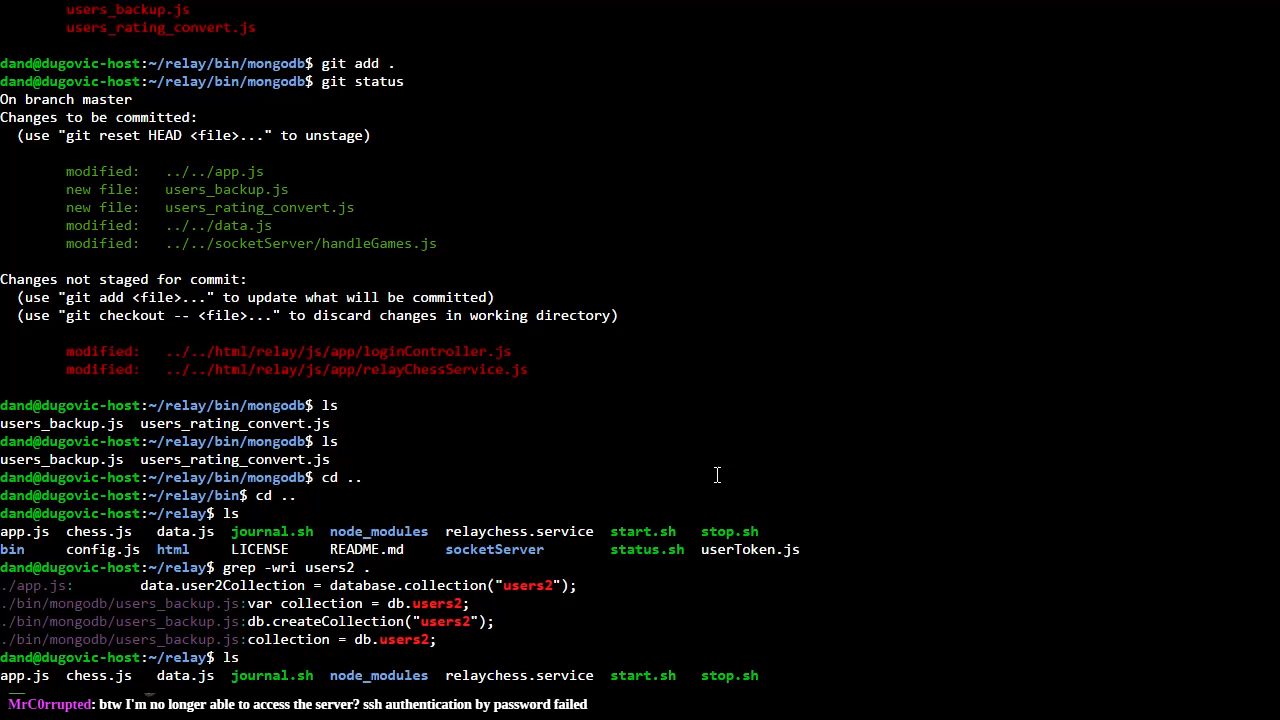 users_backup.js
users_rating_convert.js
dand@dugovic-host:~/relay/bin/mongodb$ git add .
dand@dugovic-host:~/relay/bin/mongodb$ git status
On branch master
Changes to be committed:
  (use "git reset HEAD <file>..." to unstage)
modified:   ../../app.js
new file:   users_backup.js
new file:   users_rating_convert.js
modified:   ../../data.js
modified:   ../../socketServer/handleGames.js
Changes not staged for commit:
  (use "git add <file>..." to update what will be committed)
  (use "git checkout -- <file>..." to discard changes in working directory)
modified:   ../../html/relay/js/app/loginController.js
modified:   ../../html/relay/js/app/relayChessService.js
dand@dugovic-host:~/relay/bin/mongodb$ ls
users_backup.js  users_rating_convert.js
dand@dugovic-host:~/relay/bin/mongodb$ ls
users_backup.js  users_rating_convert.js
dand@dugovic-host:~/relay/bin/mongodb$ cd ..
dand@dugovic-host:~/relay/bin$ cd ..
dand@dugovic-host:~/relay$ ls
app.js  chess.js   data.js  journal.sh  node_modules  relaychess.service  start.sh   stop.sh
bin     config.js  html     LICENSE     README.md     socketServer        status.sh  userToken.js
dand@dugovic-host:~/relay$ grep -wri users2 .
./app.js:        data.user2Collection = database.collection("users2");
./bin/mongodb/users_backup.js:var collection = db.users2;
./bin/mongodb/users_backup.js:db.createCollection("users2");
./bin/mongodb/users_backup.js:collection = db.users2;
dand@dugovic-host:~/relay$ ls
app.js  chess.js   data.js  journal.sh  node_modules  relaychess.service  start.sh   stop.sh
MrC0rrupted: btw I'm no longer able to access the server? ssh authentication by password failed